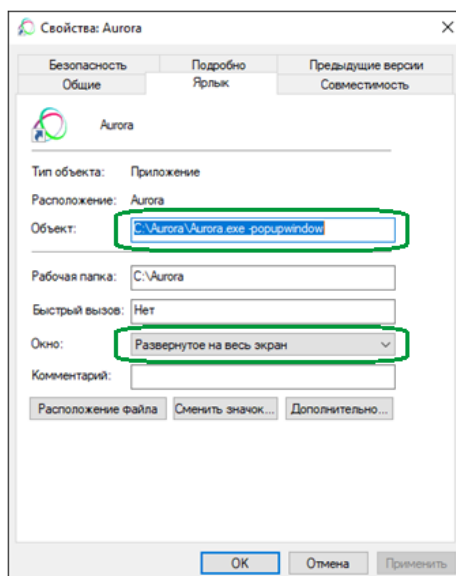 Свойства: Aurora
Безопасность Подробно Предыдущие версии
Общие Ярлык Совместимость
Aurora
Тип объекта: Приложение
Расположение: Aurora
Объект: C:\Aurora\Aurora.exe -popupwindow
Рабочая папка: C:\Aurora
Быстрый вызов: Нет
Окно: Развернутое на весь экран
Комментарий:
Расположение файла Сменить значок... Дополнительно...
OK Отмена Применить